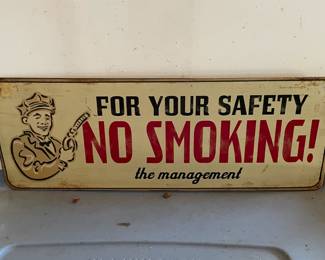 FOR YOUR SAFETY
NO SMOKING!
the management